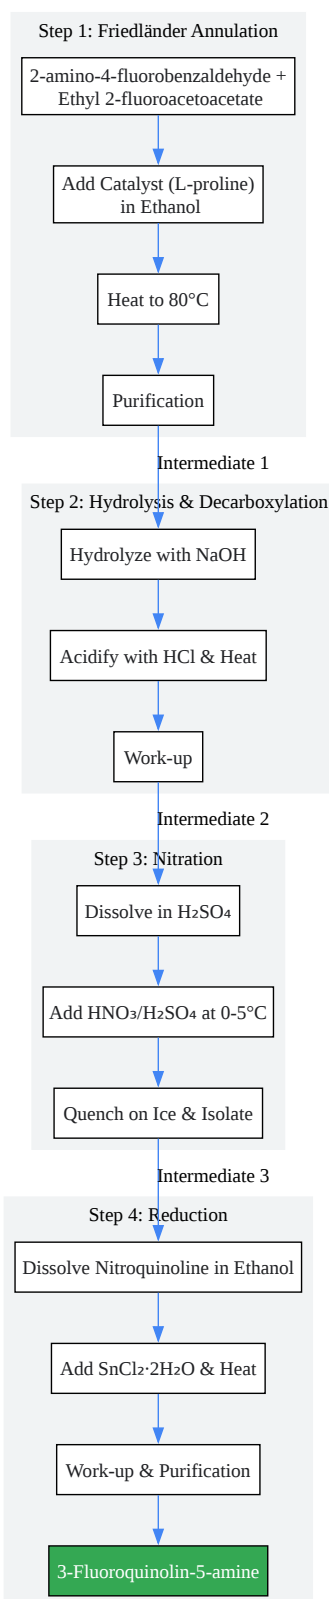 Step 1: Friedländer Annulation
2-amino-4-fluorobenzaldehyde +
Ethyl 2-fluoroacetoacetate
Add Catalyst (L-proline)
in Ethanol
Heat to 80°C
Purification
Intermediate 1
Step 2: Hydrolysis & Decarboxylation
Hydrolyze with NaOH
Acidify with HCl & Heat
Work-up
Intermediate 2
Step 3: Nitration
Dissolve in H₂SO₄
Add HNO₃/H₂SO₄ at 0-5°C
Quench on Ice & Isolate
Intermediate 3
Step 4: Reduction
Dissolve Nitroquinoline in Ethanol
Add SnCl₂·2H₂O & Heat
Work-up & Purification
3-Fluoroquinolin-5-amine